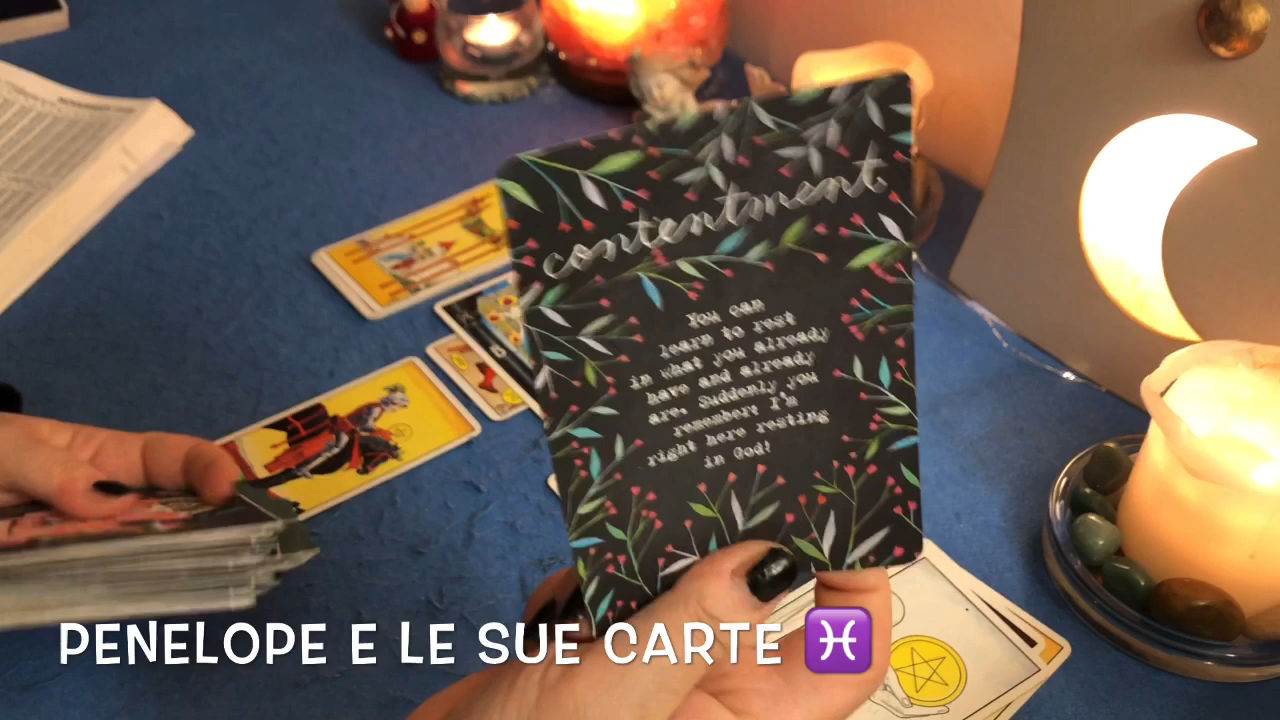 contentment
You can
learn to rest
in what you already
have and already
are. Suddenly you
remember: I'm
right here resting
in God!
PENELOPE E LE SUE CARTE ♓